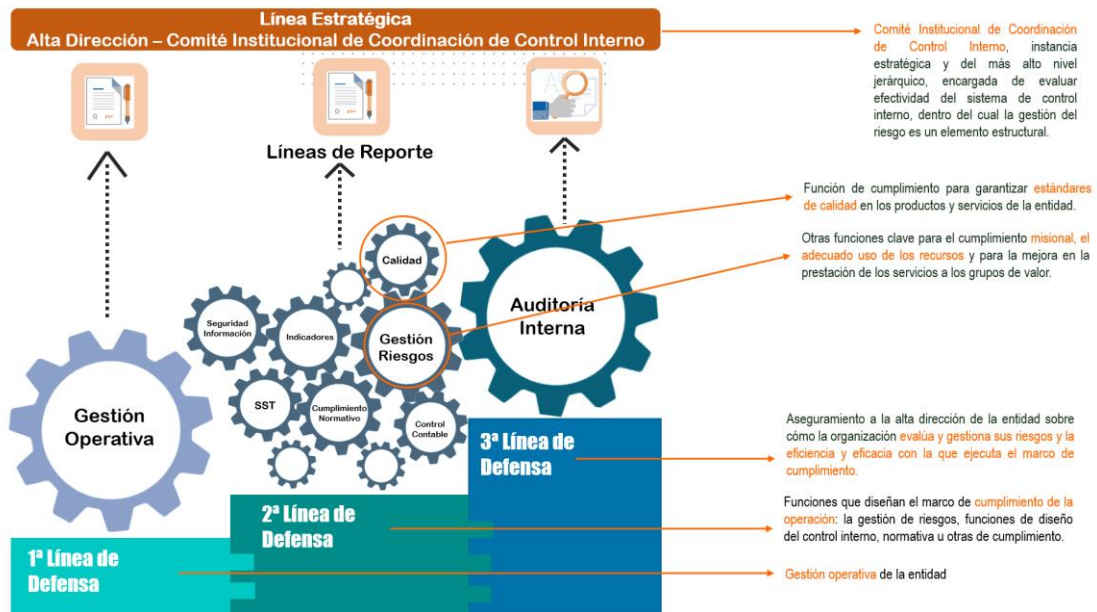 Línea Estratégica
Alta Dirección – Comité Institucional de Coordinación de Control Interno
Comité Institucional de Coordinación
de Control Interno, instancia
estratégica y del más alto nivel
jerárquico, encargada de evaluar
efectividad del sistema de control
interno, dentro del cual la gestión del
riesgo es un elemento estructural.
Líneas de Reporte
Función de cumplimiento para garantizar estándares
de calidad en los productos y servicios de la entidad.
Otras funciones clave para el cumplimiento misional, el
adecuado uso de los recursos y para la mejora en la
prestación de los servicios a los grupos de valor.
Gestión
Operativa
Calidad
Seguridad
Información
Indicadores
Gestión
Riesgos
SST
Cumplimiento
Normativo
Control
Contable
Auditoría
Interna
3ª Línea de
Defensa
Aseguramiento a la alta dirección de la entidad sobre
cómo la organización evalúa y gestiona sus riesgos y la
eficiencia y eficacia con la que ejecuta el marco de
cumplimiento.
2ª Línea de
Defensa
Funciones que diseñan el marco de cumplimiento de la
operación: la gestión de riesgos, funciones de diseño
del control interno, normativa u otras de cumplimiento.
1ª Línea de
Defensa
Gestión operativa de la entidad